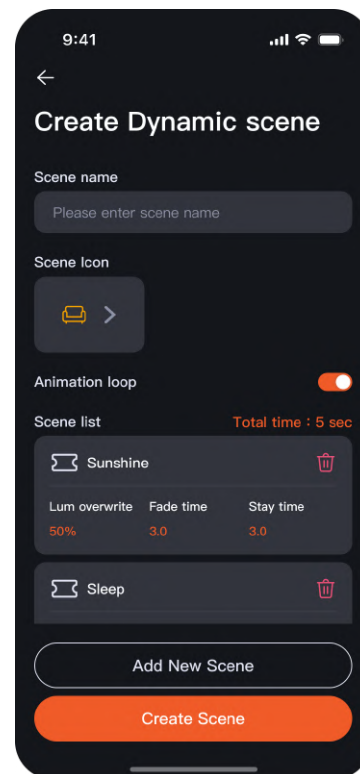 9:41
Create Dynamic scene
Scene name
Please enter scene name
Scene Icon
Animation loop
Scene list Total time : 5 sec
Sunshine
Lum overwrite Fade time Stay time
50% 3.0 3.0
Sleep
Add New Scene
Create Scene